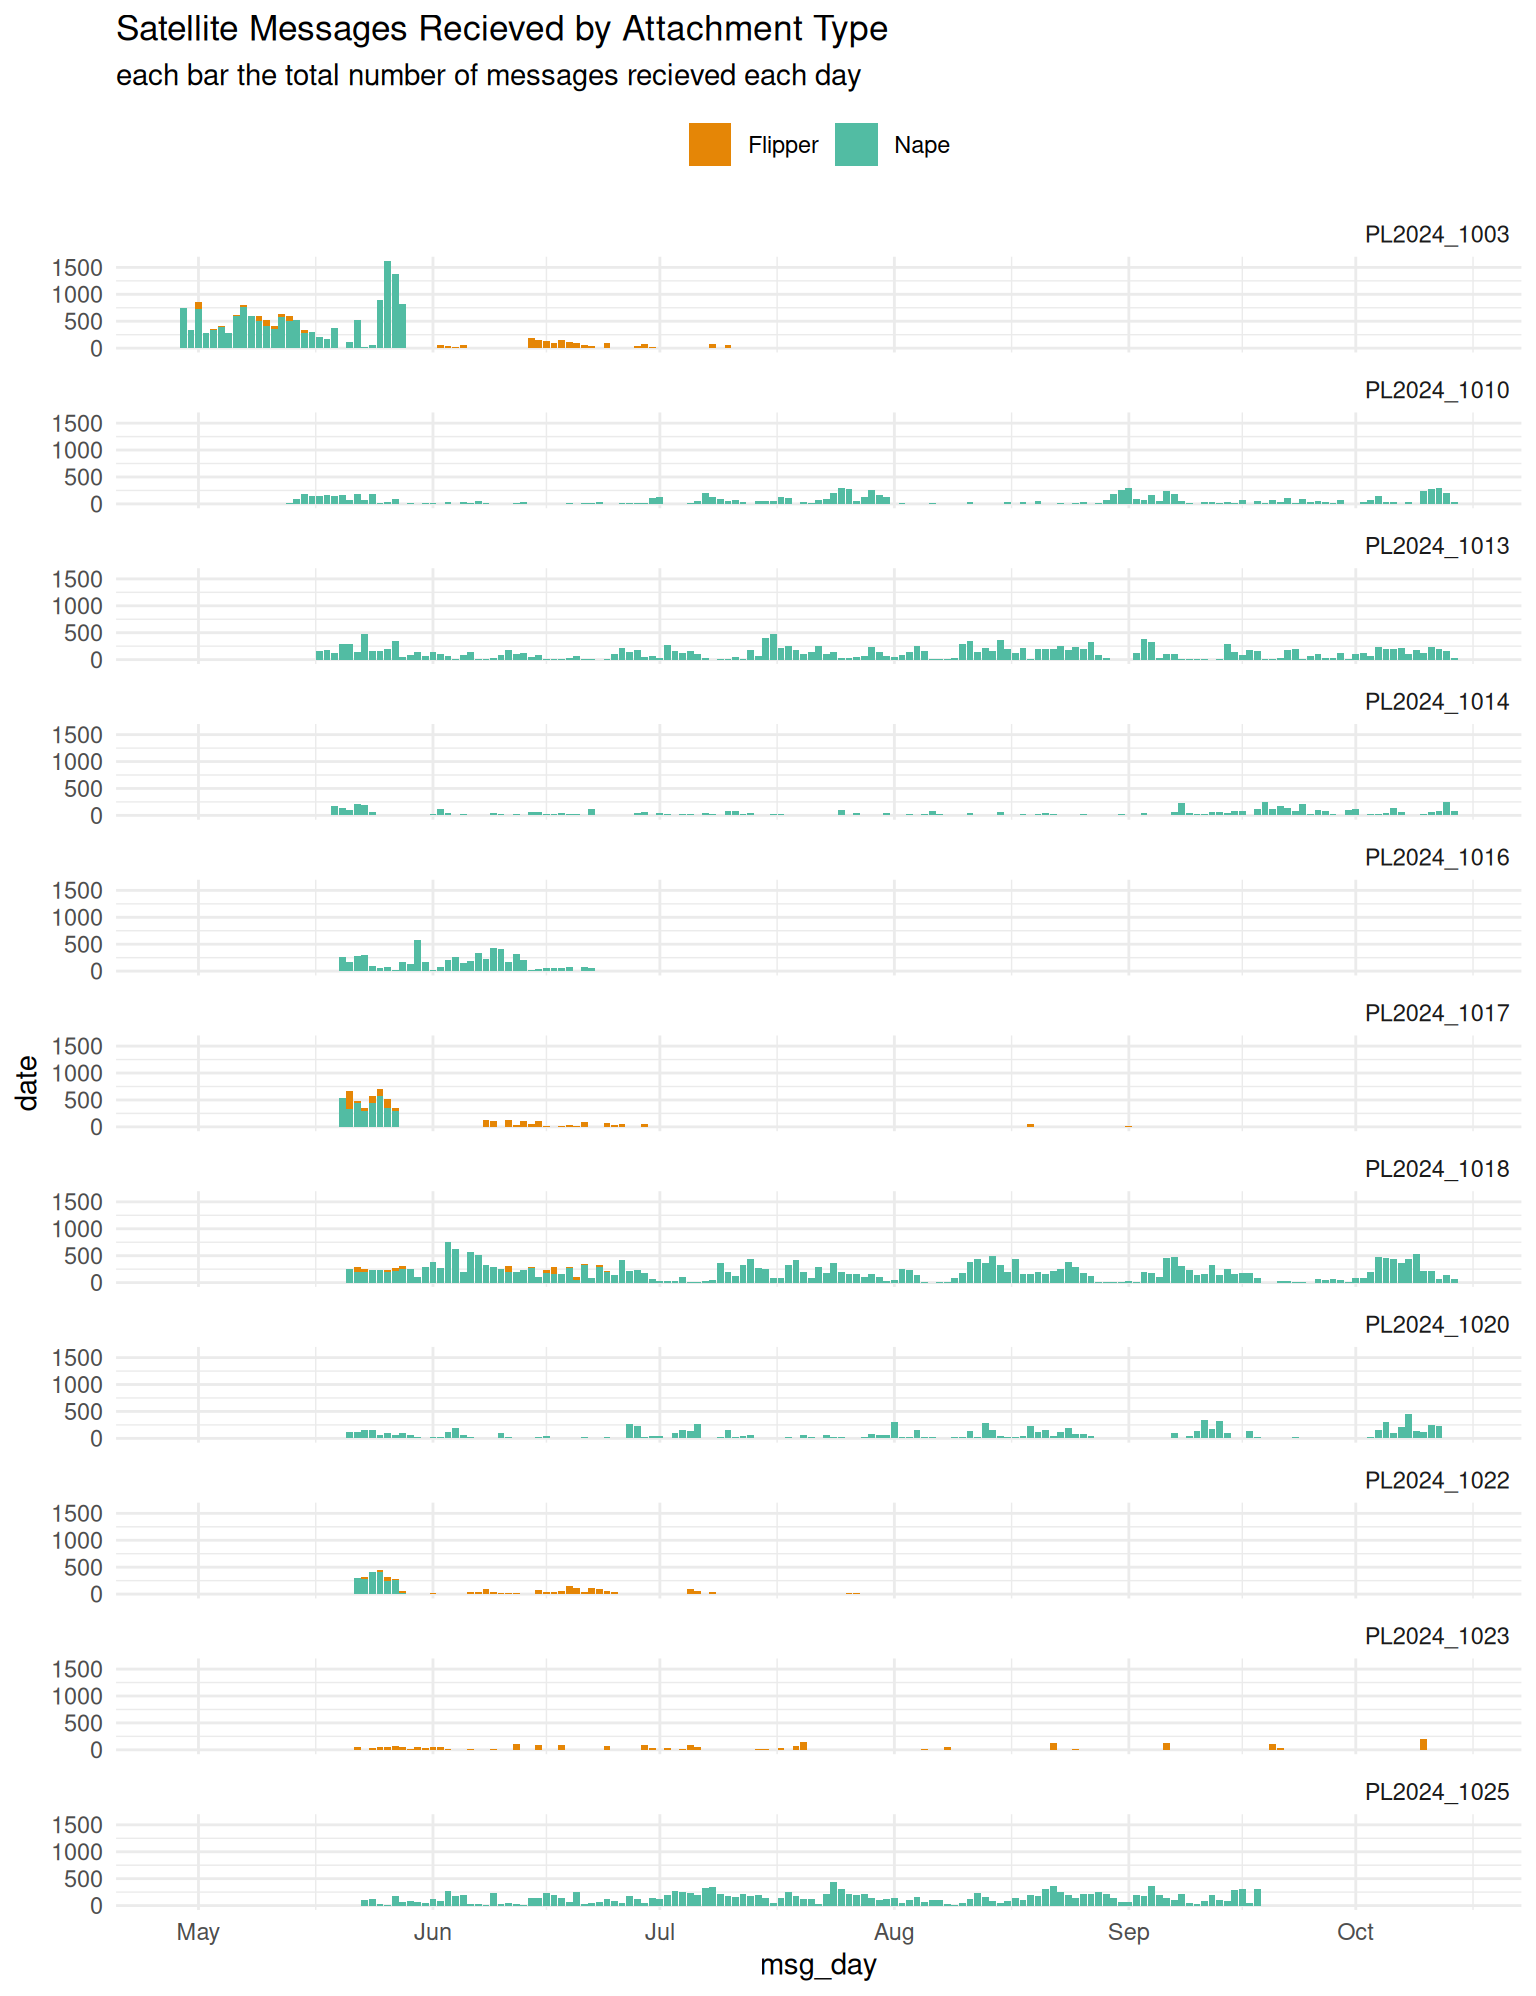 Satellite Messages Recieved by Attachment Type
each bar the total number of messages recieved each day
Flipper Nape
PL2024_1003
1500
1000
500
0
PL2024_1010
1500
1000
500
0
PL2024_1013
1500
1000
500
0
PL2024_1014
1500
1000
500
0
PL2024_1016
1500
1000
500
0
PL2024_1017
1500
1000
500
0
date
PL2024_1018
1500
1000
500
0
PL2024_1020
1500
1000
500
0
PL2024_1022
1500
1000
500
0
PL2024_1023
1500
1000
500
0
PL2024_1025
1500
1000
500
0
May Jun Jul Aug Sep Oct
msg_day